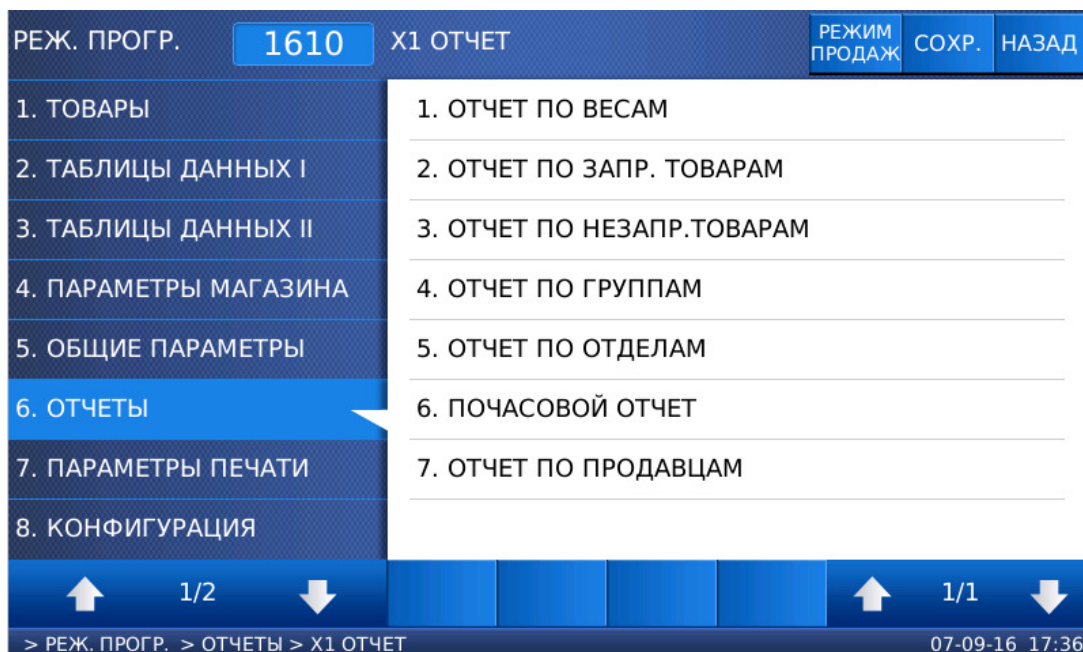 РЕЖ. ПРОГР. 1610 X1 ОТЧЕТ РЕЖИМ ПРОДАЖ СОХР. НАЗАД
1. ТОВАРЫ
2. ТАБЛИЦЫ ДАННЫХ I
3. ТАБЛИЦЫ ДАННЫХ II
4. ПАРАМЕТРЫ МАГАЗИНА
5. ОБЩИЕ ПАРАМЕТРЫ
6. ОТЧЕТЫ
7. ПАРАМЕТРЫ ПЕЧАТИ
8. КОНФИГУРАЦИЯ
1. ОТЧЕТ ПО ВЕСАМ
2. ОТЧЕТ ПО ЗАПР. ТОВАРАМ
3. ОТЧЕТ ПО НЕЗАПР.ТОВАРАМ
4. ОТЧЕТ ПО ГРУППАМ
5. ОТЧЕТ ПО ОТДЕЛАМ
6. ПОЧАСОВОЙ ОТЧЕТ
7. ОТЧЕТ ПО ПРОДАВЦАМ
1/2 1/1
> РЕЖ. ПРОГР. > ОТЧЕТЫ > X1 ОТЧЕТ 07-09-16 17:36